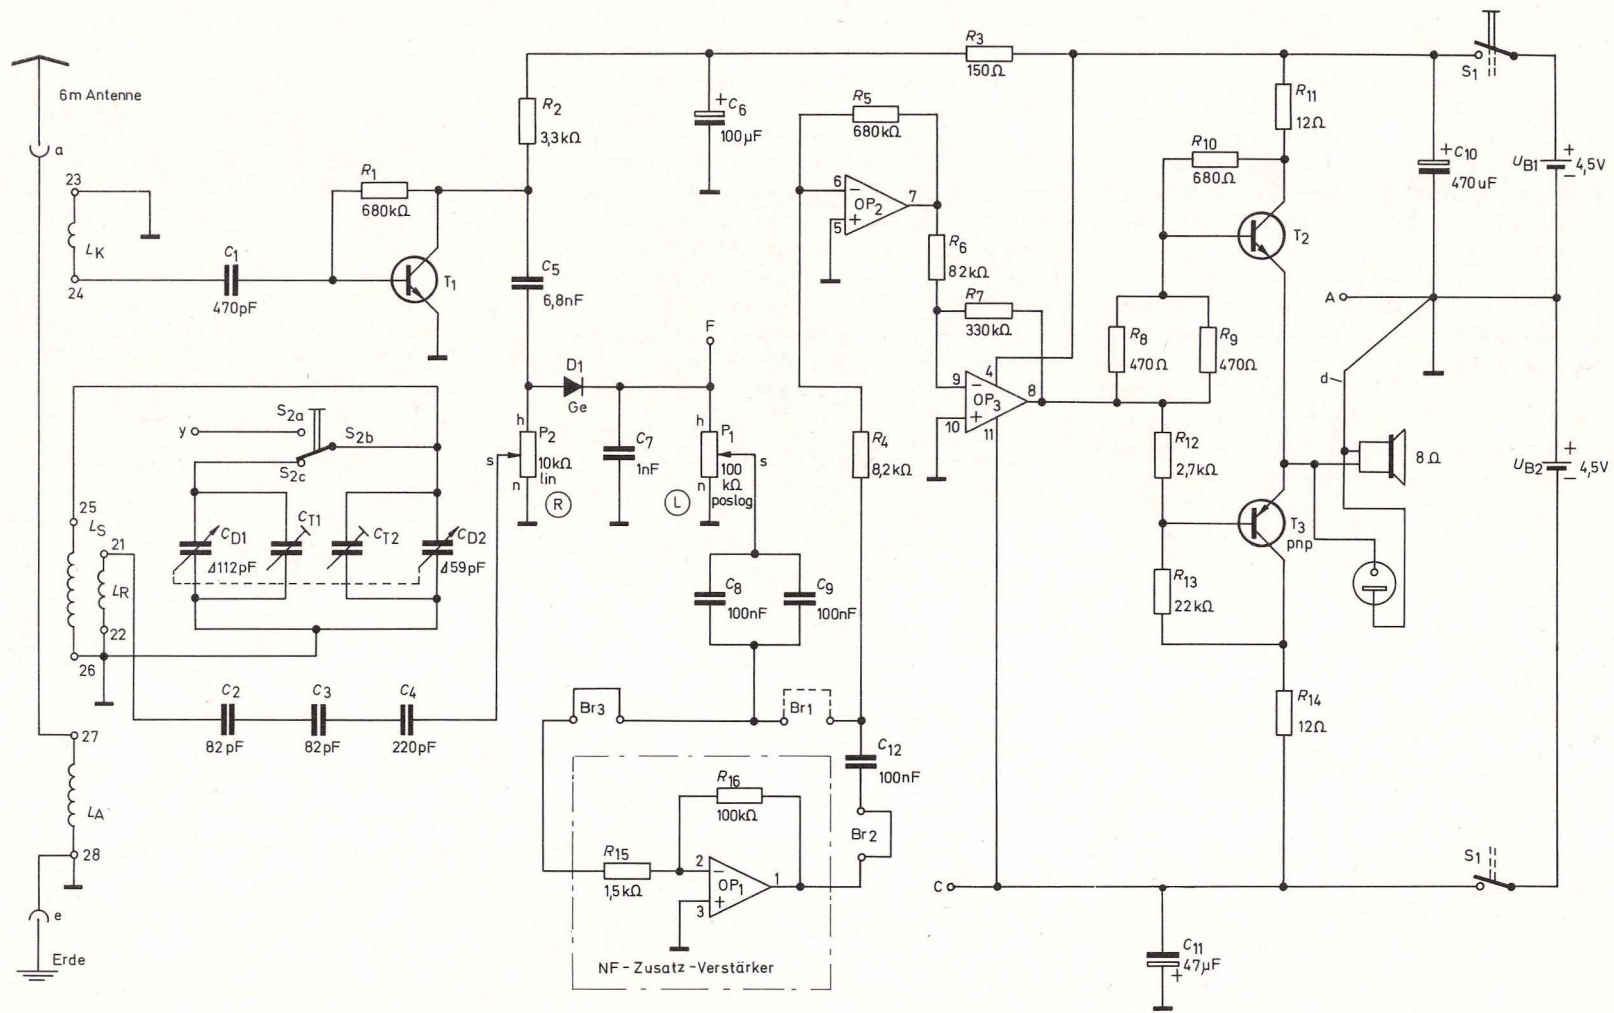 6m Antenne
a
23
LK
24
C1
470pF
R1
680kΩ
T1
R2
3,3kΩ
C5
6,8nF
+
C6
100µF
R3
150Ω
R5
680kΩ
6
−
OP2
7
5
+
R6
82kΩ
R7
330kΩ
9
−
4
OP3
8
10
+
11
R11
12Ω
R10
680Ω
T2
R8
470Ω
R9
470Ω
R12
2,7kΩ
T3
pnp
R13
22kΩ
R14
12Ω
S1
+
C10
470uF
UB1
+
−
4,5V
A
d
8Ω
UB2
+
−
4,5V
S1
y
S2a
S2b
S2c
25
LS
21
LR
22
26
CD1
Δ112pF
CT1
CT2
CD2
Δ59pF
D1
Ge
F
h
P2
s
10kΩ
lin
n
R
C7
1nF
h
P1
s
100
kΩ
n
poslog
L
R4
8,2kΩ
C8
100nF
C9
100nF
C2
82pF
C3
82pF
C4
220pF
27
LA
28
e
Erde
Br3
Br1
C12
100nF
Br2
R16
100kΩ
R15
1,5kΩ
2
−
OP1
1
3
+
NF-Zusatz-Verstärker
C
C11
47µF
+